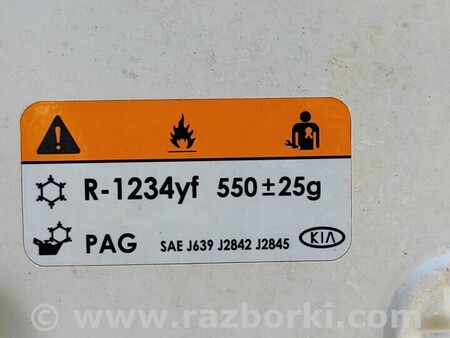 R-1234yf 550±25g
PAG SAE J639 J2842 J2845 KIA
© www.razborki.com